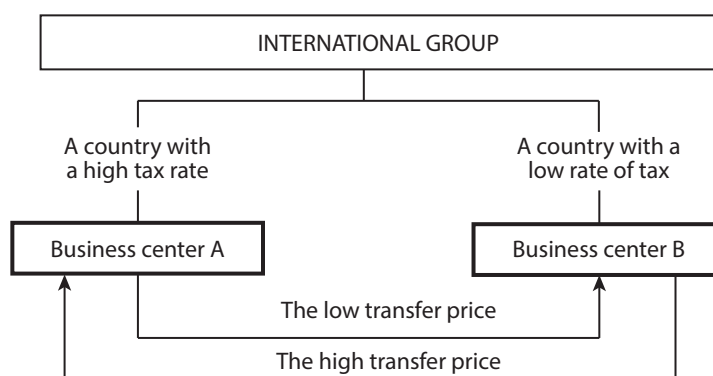 INTERNATIONAL GROUP
A country with
a high tax rate
A country with a
low rate of tax
Business center A
Business center B
The low transfer price
The high transfer price